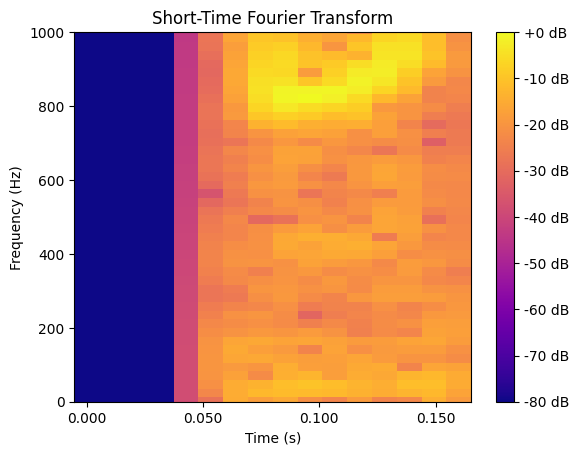 Short-Time Fourier Transform
1000
800
600
400
200
0
Frequency (Hz)
0.000
0.050
0.100
0.150
Time (s)
+0 dB
-10 dB
-20 dB
-30 dB
-40 dB
-50 dB
-60 dB
-70 dB
-80 dB